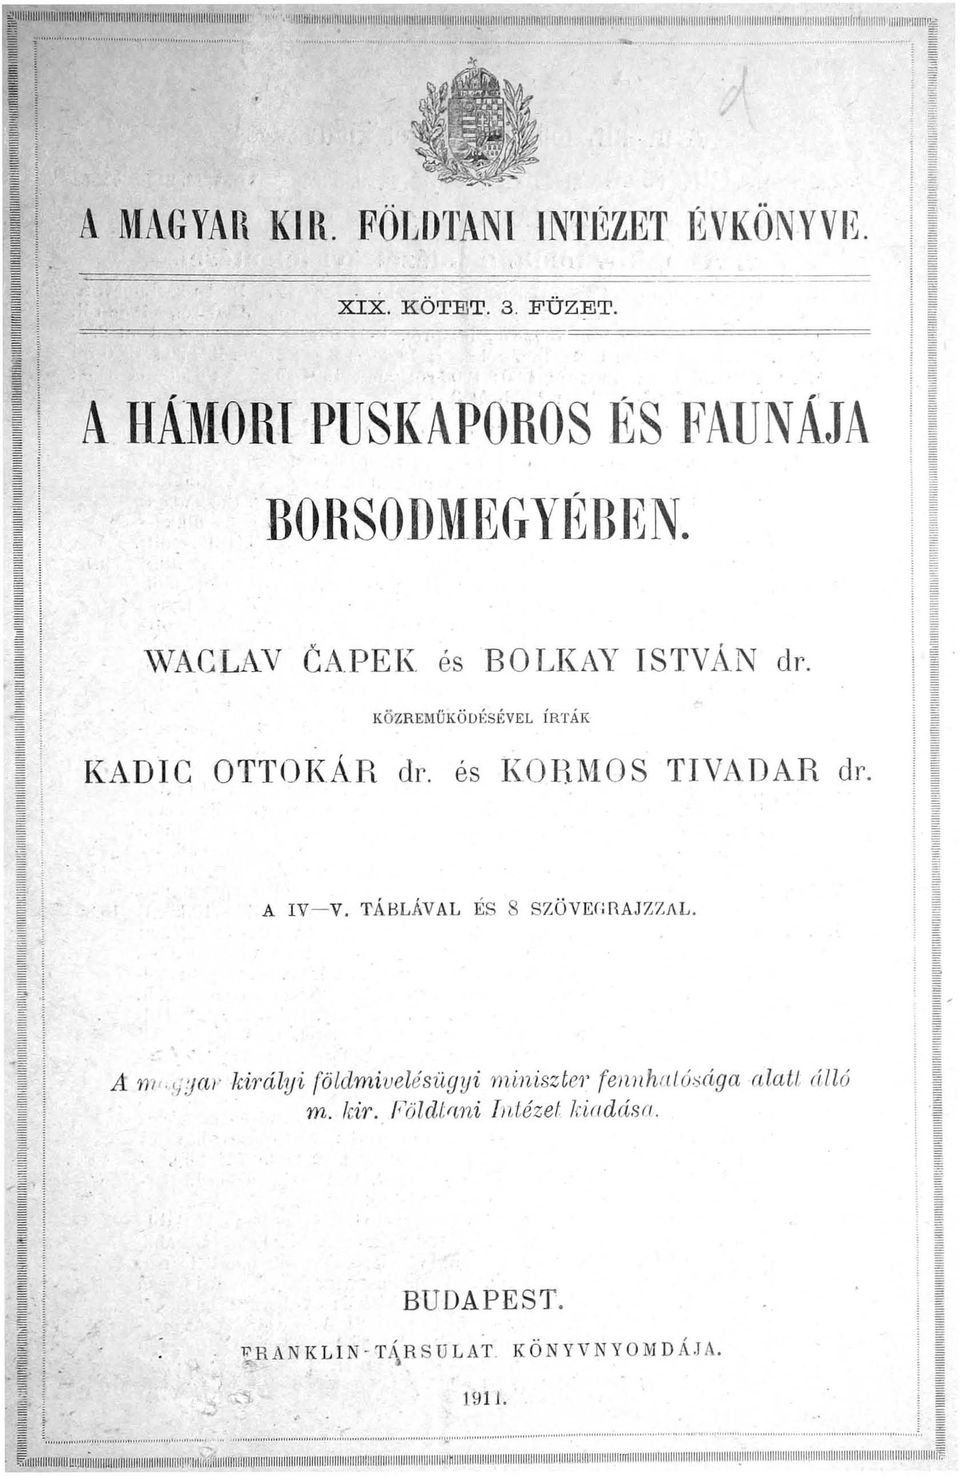 A MAGYAR KIR. FÖLDTANI INTÉZET ÉVKÖNYVE.
XIX. KÖTET. 3. FÜZET.
A HÁMORI PUSKAPOROS ÉS FAUNÁJA
BORSODMEGYÉBEN.
WACLAV ČAPEK és BOLKAY ISTVÁN dr.
KÖZREMŰKÖDÉSÉVEL ÍRTÁK
KADIC OTTOKÁR dr. és KORMOS TIVADAR dr.
A IV—V. TÁBLÁVAL ÉS 8 SZÖVEGRAJZZAL.
A magyar királyi földmivelésügyi miniszter fennhatósága alatt álló
m. kir. Földtani Intézet kiadása.
BUDAPEST.
FRANKLIN-TÁRSULAT KÖNYVNYOMDÁJA.
1911.